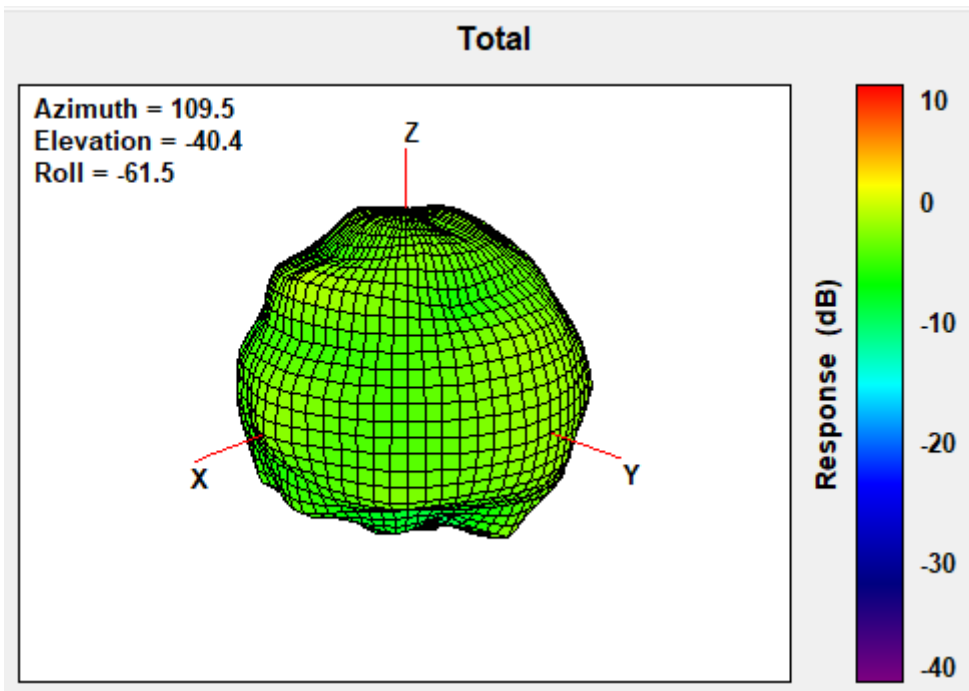 Total
Azimuth = 109.5
Elevation = -40.4
Roll = -61.5
Z
X
Y
10
0
-10
-20
-30
-40
Response (dB)